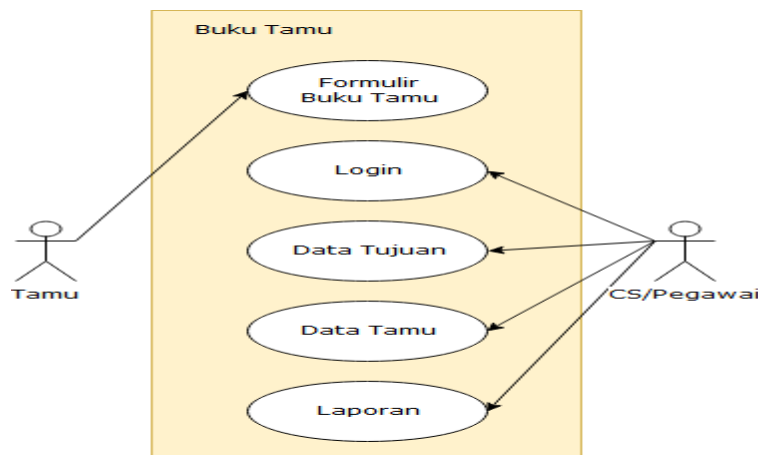 Buku Tamu
Formulir
Buku Tamu
Login
Data Tujuan
Tamu
CS/Pegawai
Data Tamu
Laporan